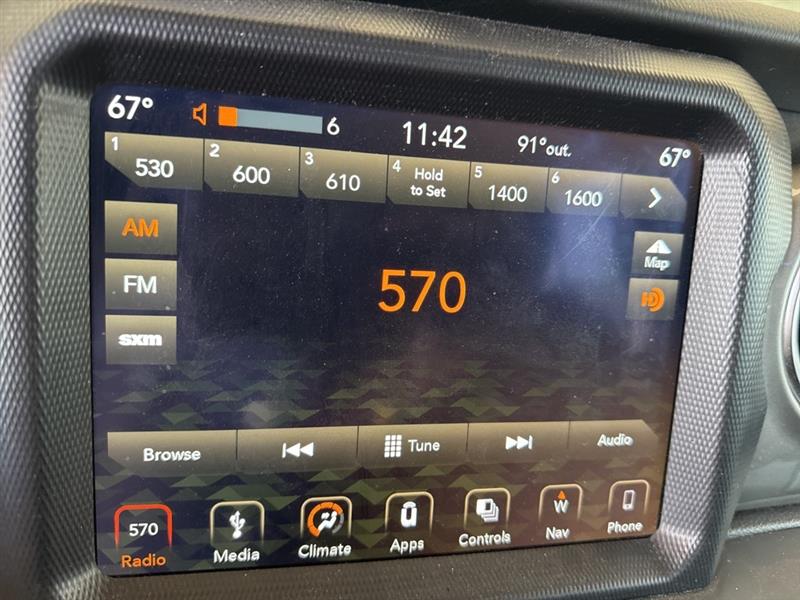 67° 6 11:42 91°out. 67°
1 530 2 600 3 610 4 Hold to Set 5 1400 6 1600
AM
Map
570
HD
FM
sxm
Browse Tune Audio
570 W
Radio Media Climate Apps Controls Nav Phone